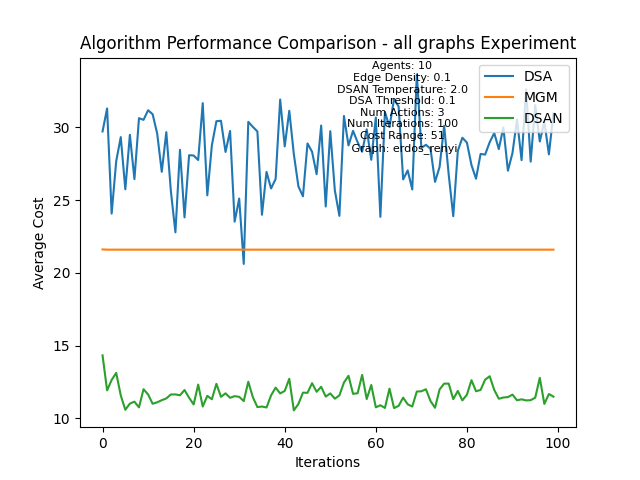 Algorithm Performance Comparison - all graphs Experiment
Agents: 10
Edge Density: 0.1
DSAN Temperature: 2.0
DSA Threshold: 0.1
Num Actions: 3
Num Iterations: 100
Cost Range: 51
Graph: erdos_renyi
DSA
MGM
DSAN
Average Cost
30
25
20
15
10
0
20
40
60
80
100
Iterations